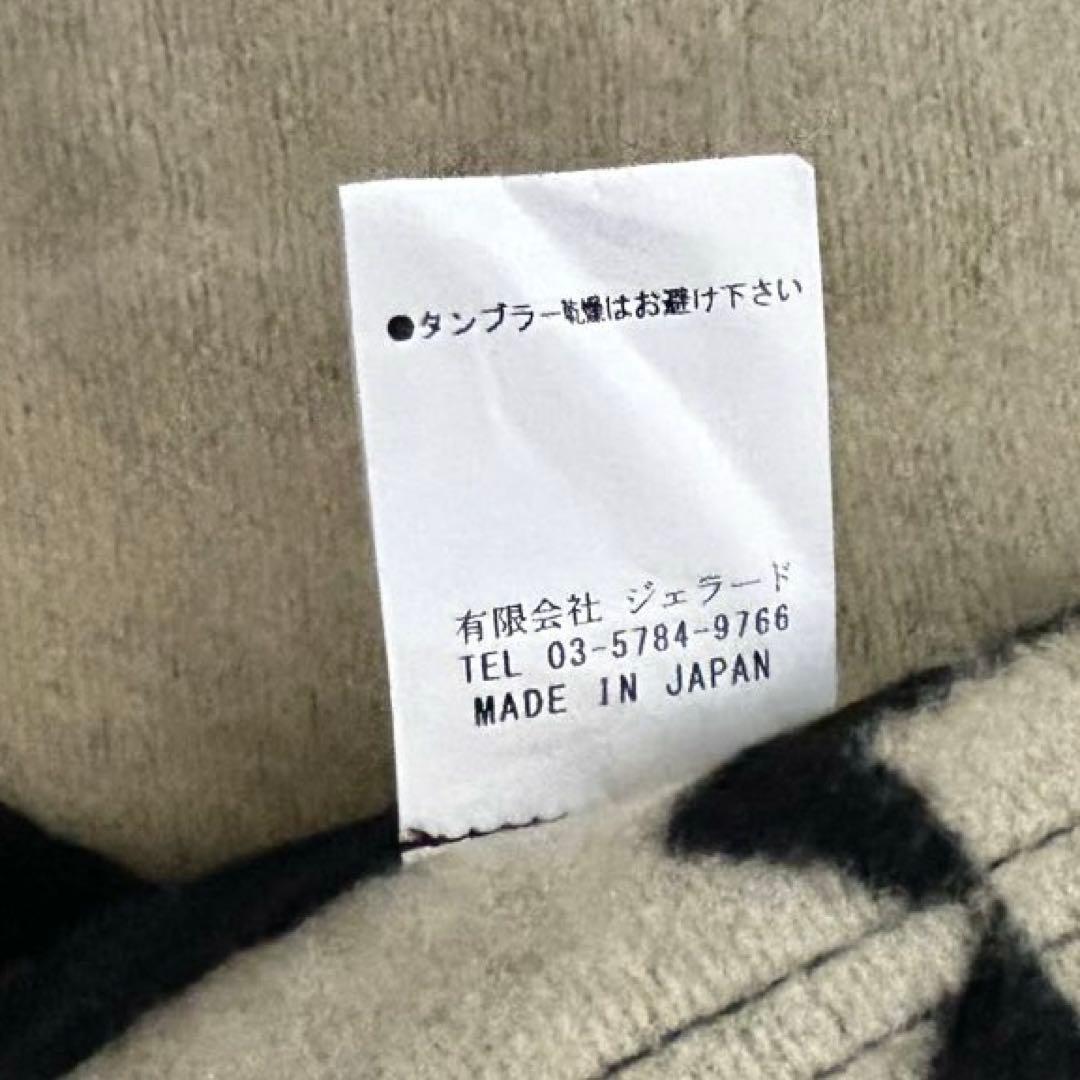 ●タンブラー乾燥はお避け下さい
有限会社 ジェラード
TEL 03-5784-9766
MADE IN JAPAN